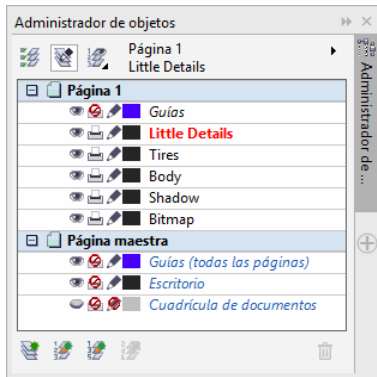 Administrador de objetos
Página 1
Little Details
Página 1
Guías
Little Details
Tires
Body
Shadow
Bitmap
Página maestra
Guías (todas las páginas)
Escritorio
Cuadrícula de documentos
Administrador de ...